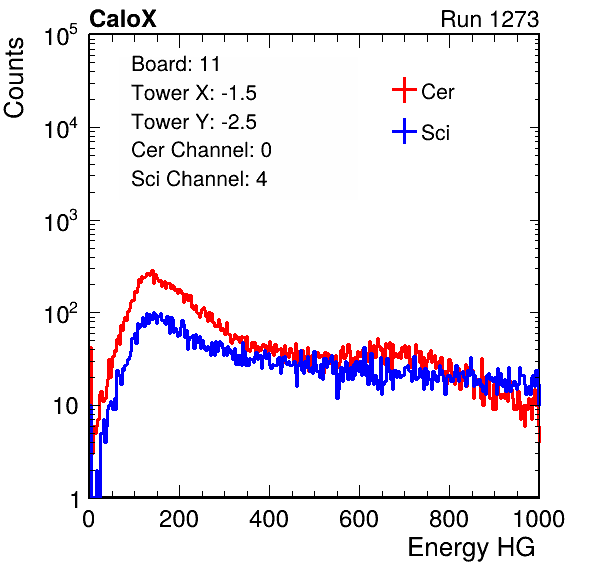 CaloX Run 1273
Counts
10^5
10^4
10^3
10^2
10
1
Board: 11
Tower X: -1.5
Tower Y: -2.5
Cer Channel: 0
Sci Channel: 4
Cer
Sci
0 200 400 600 800 1000
Energy HG